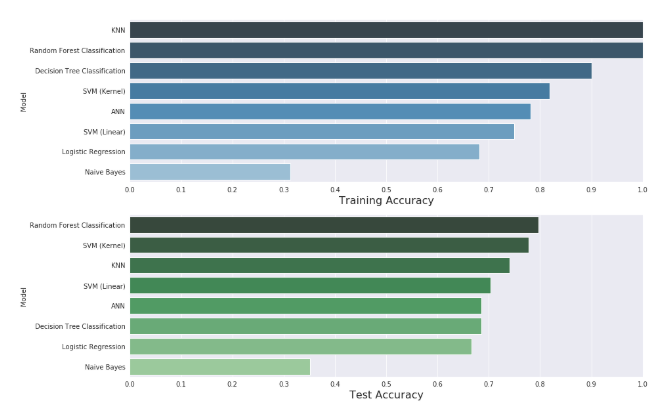 Model
KNN
Random Forest Classification
Decision Tree Classification
SVM (Kernel)
ANN
SVM (Linear)
Logistic Regression
Naive Bayes
0.0 0.1 0.2 0.3 0.4 0.5 0.6 0.7 0.8 0.9 1.0
Training Accuracy
Model
Random Forest Classification
SVM (Kernel)
KNN
SVM (Linear)
ANN
Decision Tree Classification
Logistic Regression
Naive Bayes
0.0 0.1 0.2 0.3 0.4 0.5 0.6 0.7 0.8 0.9 1.0
Test Accuracy